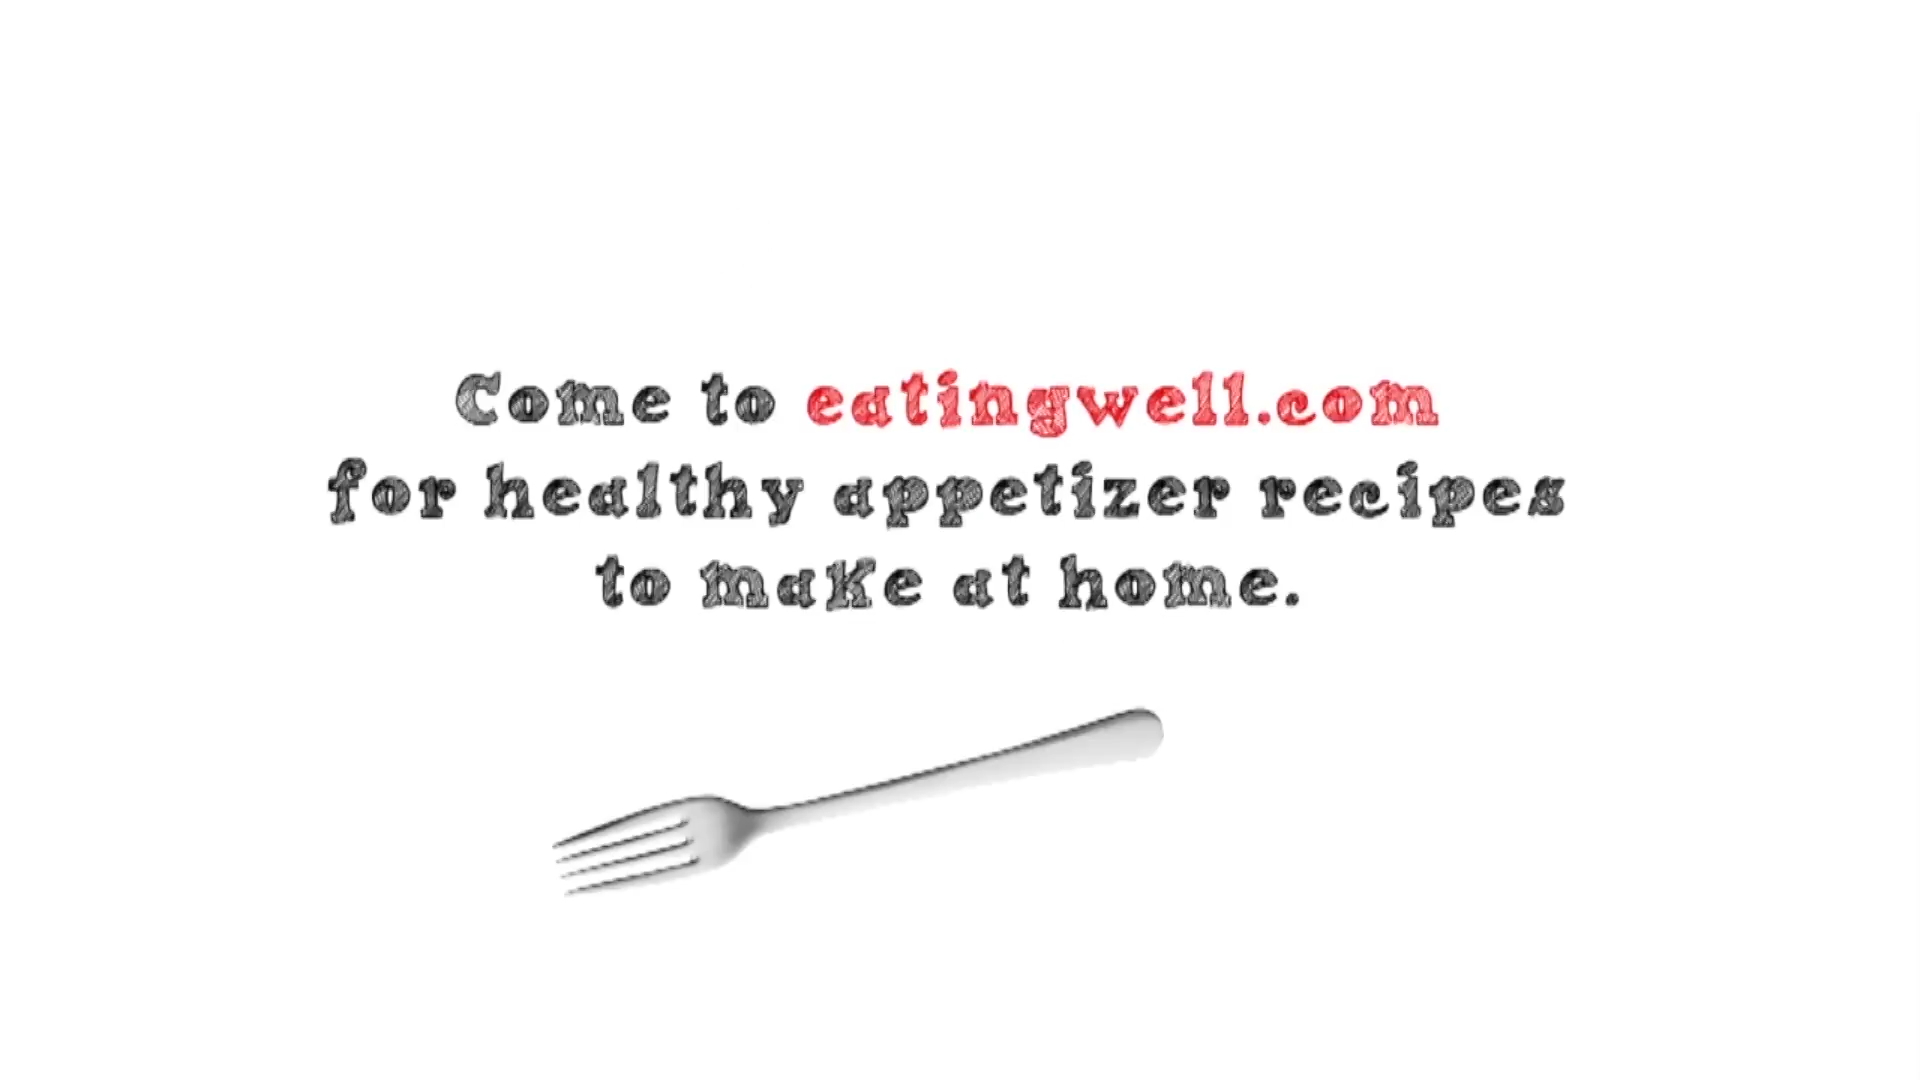 Come to eatingwell.com
for healthy appetizer recipes
to make at home.